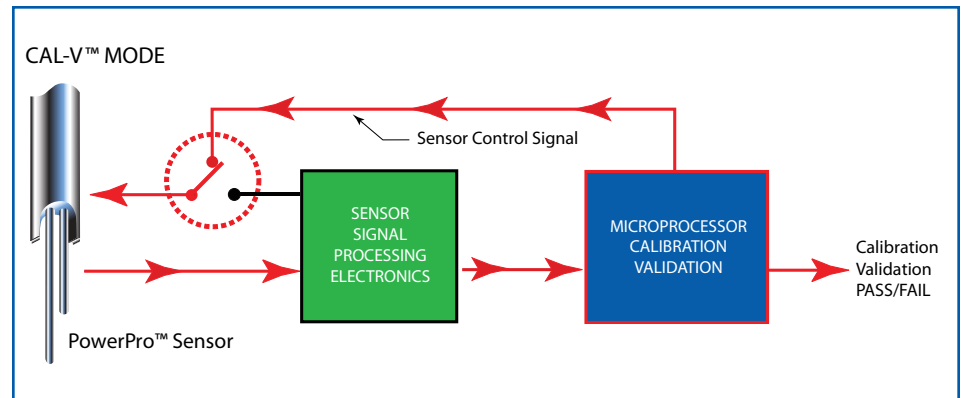 CAL-V™ MODE
Sensor Control Signal
SENSOR
SIGNAL
PROCESSING
ELECTRONICS
MICROPROCESSOR
CALIBRATION
VALIDATION
Calibration
Validation
PASS/FAIL
PowerPro™ Sensor